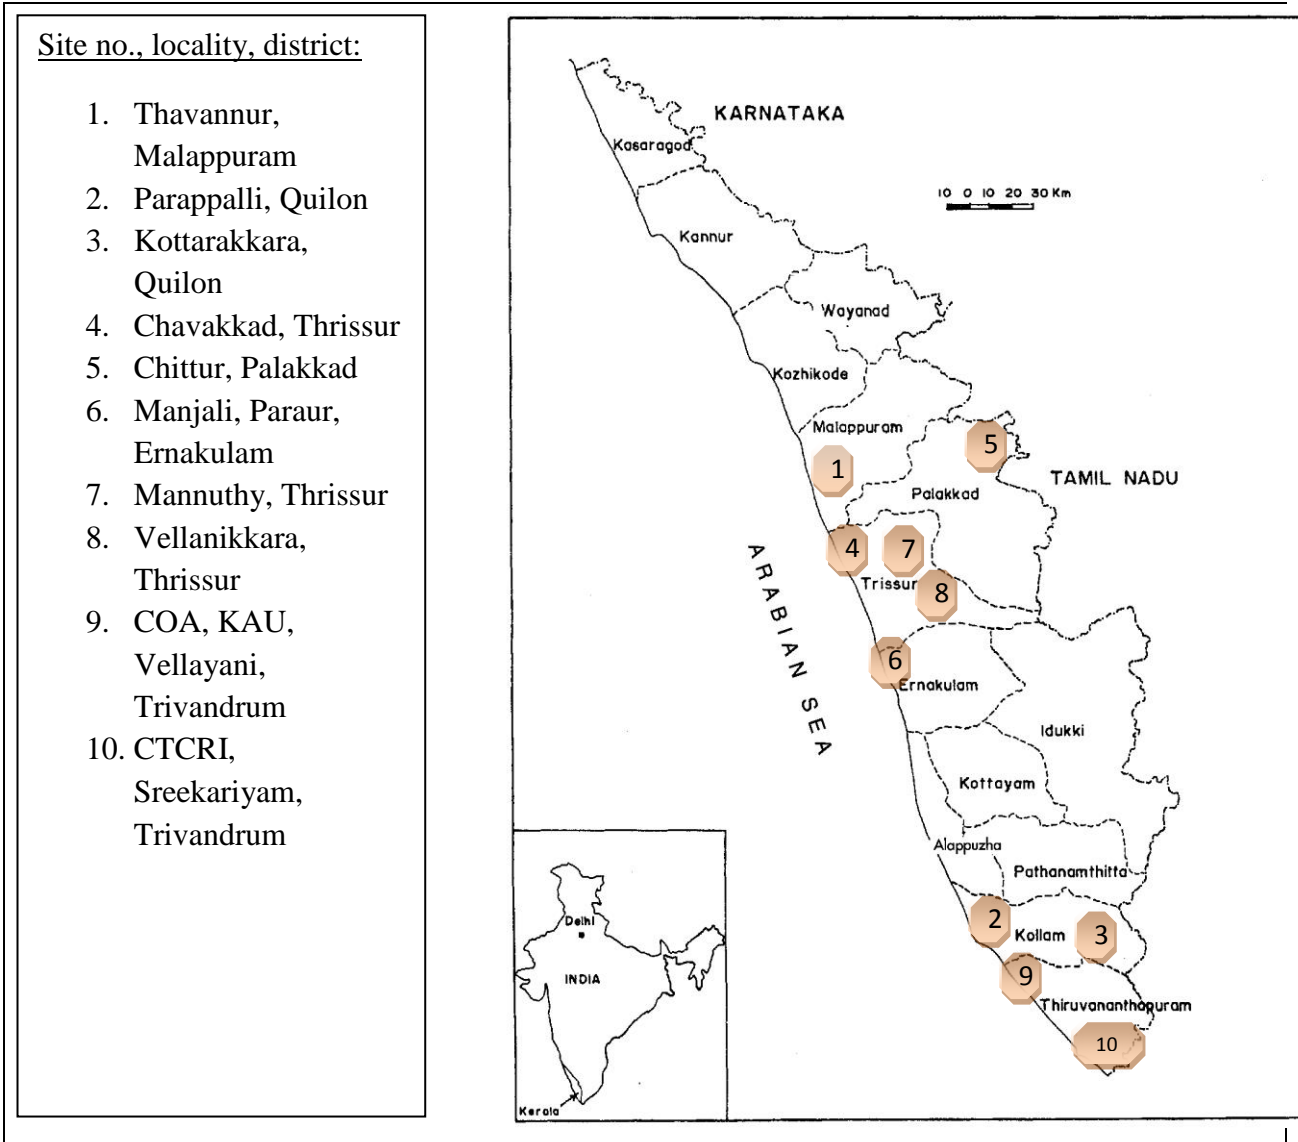 Site no., locality, district:
1. Thavannur,
Malappuram
2. Parappalli, Quilon
3. Kottarakkara,
Quilon
4. Chavakkad, Thrissur
5. Chittur, Palakkad
6. Manjali, Paraur,
Ernakulam
7. Mannuthy, Thrissur
8. Vellanikkara,
Thrissur
9. COA, KAU,
Vellayani,
Trivandrum
10. CTCRI,
Sreekariyam,
Trivandrum
KARNATAKA
Kasaragod
10 0 10 20 30 Km
Kannur
Wayanad
Kozhikode
Malappuram
5
1
TAMIL NADU
Palakkad
4
7
Trissur
8
ARABIAN SEA
6
Ernakulam
Idukki
Kottayam
Alappuzha
Pathanamthitta
2
Kollam
3
9
Thiruvananthapuram
10
Delhi
INDIA
Kerala